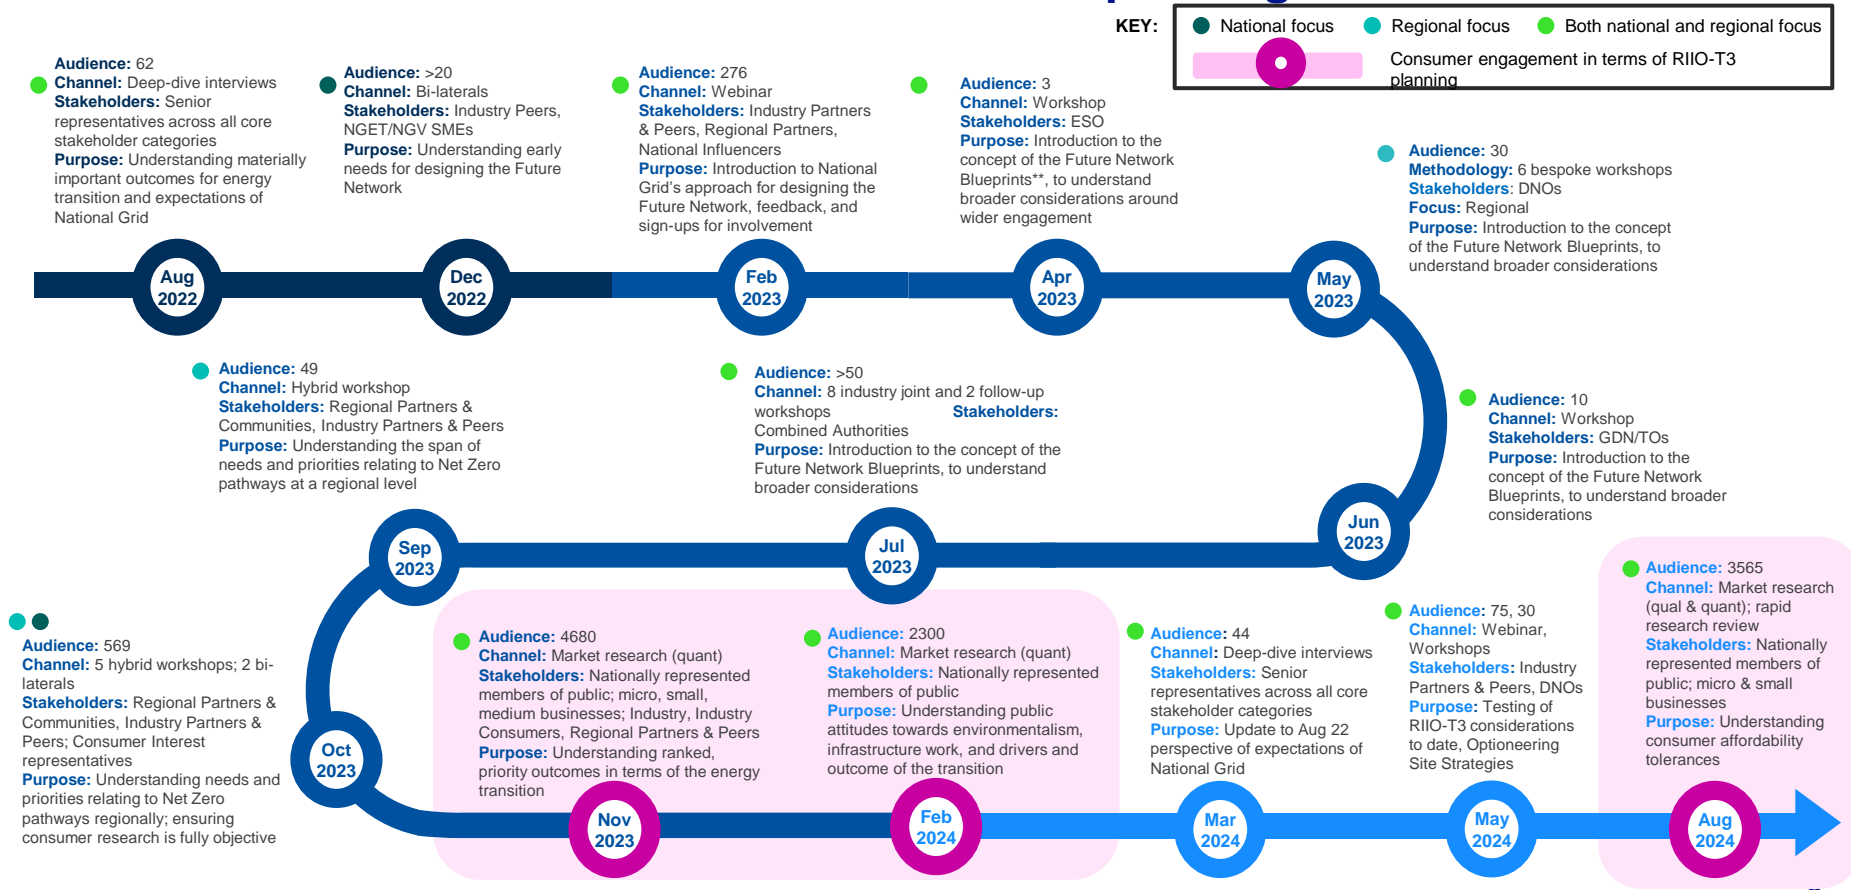 KEY:
National focus
Regional focus
Both national and regional focus
Consumer engagement in terms of RIIO-T3
planning
Audience: 62
Channel: Deep-dive interviews
Stakeholders: Senior
representatives across all core
stakeholder categories
Purpose: Understanding materially
important outcomes for energy
transition and expectations of
National Grid
Audience: >20
Channel: Bi-laterals
Stakeholders: Industry Peers,
NGET/NGV SMEs
Purpose: Understanding early
needs for designing the Future
Network
Audience: 276
Channel: Webinar
Stakeholders: Industry Partners
& Peers, Regional Partners,
National Influencers
Purpose: Introduction to National
Grid's approach for designing the
Future Network, feedback, and
sign-ups for involvement
Audience: 3
Channel: Workshop
Stakeholders: ESO
Purpose: Introduction to the
concept of the Future Network
Blueprints**, to understand
broader considerations around
wider engagement
Audience: 30
Methodology: 6 bespoke workshops
Stakeholders: DNOs
Focus: Regional
Purpose: Introduction to the concept
of the Future Network Blueprints, to
understand broader considerations
Aug
2022
Dec
2022
Feb
2023
Apr
2023
May
2023
Audience: 49
Channel: Hybrid workshop
Stakeholders: Regional Partners &
Communities, Industry Partners & Peers
Purpose: Understanding the span of
needs and priorities relating to Net Zero
pathways at a regional level
Audience: >50
Channel: 8 industry joint and 2 follow-up
workshops Stakeholders:
Combined Authorities
Purpose: Introduction to the concept of the
Future Network Blueprints, to understand
broader considerations
Audience: 10
Channel: Workshop
Stakeholders: GDN/TOs
Purpose: Introduction to the
concept of the Future Network
Blueprints, to understand broader
considerations
Sep
2023
Jul
2023
Jun
2023
Audience: 569
Channel: 5 hybrid workshops; 2 bi-
laterals
Stakeholders: Regional Partners &
Communities, Industry Partners &
Peers; Consumer Interest
representatives
Purpose: Understanding needs and
priorities relating to Net Zero
pathways regionally; ensuring
consumer research is fully objective
Oct
2023
Audience: 4680
Channel: Market research (quant)
Stakeholders: Nationally represented
members of public; micro, small,
medium businesses; Industry, Industry
Consumers, Regional Partners & Peers
Purpose: Understanding ranked,
priority outcomes in terms of the energy
transition
Audience: 2300
Channel: Market research (quant)
Stakeholders: Nationally represented
members of public
Purpose: Understanding public
attitudes towards environmentalism,
infrastructure work, and drivers and
outcome of the transition
Audience: 44
Channel: Deep-dive interviews
Stakeholders: Senior
representatives across all core
stakeholder categories
Purpose: Update to Aug 22
perspective of expectations of
National Grid
Audience: 75, 30
Channel: Webinar,
Workshops
Stakeholders: Industry
Partners & Peers, DNOs
Purpose: Testing of
RIIO-T3 considerations
to date, Optioneering
Site Strategies
Audience: 3565
Channel: Market research
(qual & quant); rapid
research review
Stakeholders: Nationally
represented members of
public; micro & small
businesses
Purpose: Understanding
consumer affordability
tolerances
Nov
2023
Feb
2024
Mar
2024
May
2024
Aug
2024